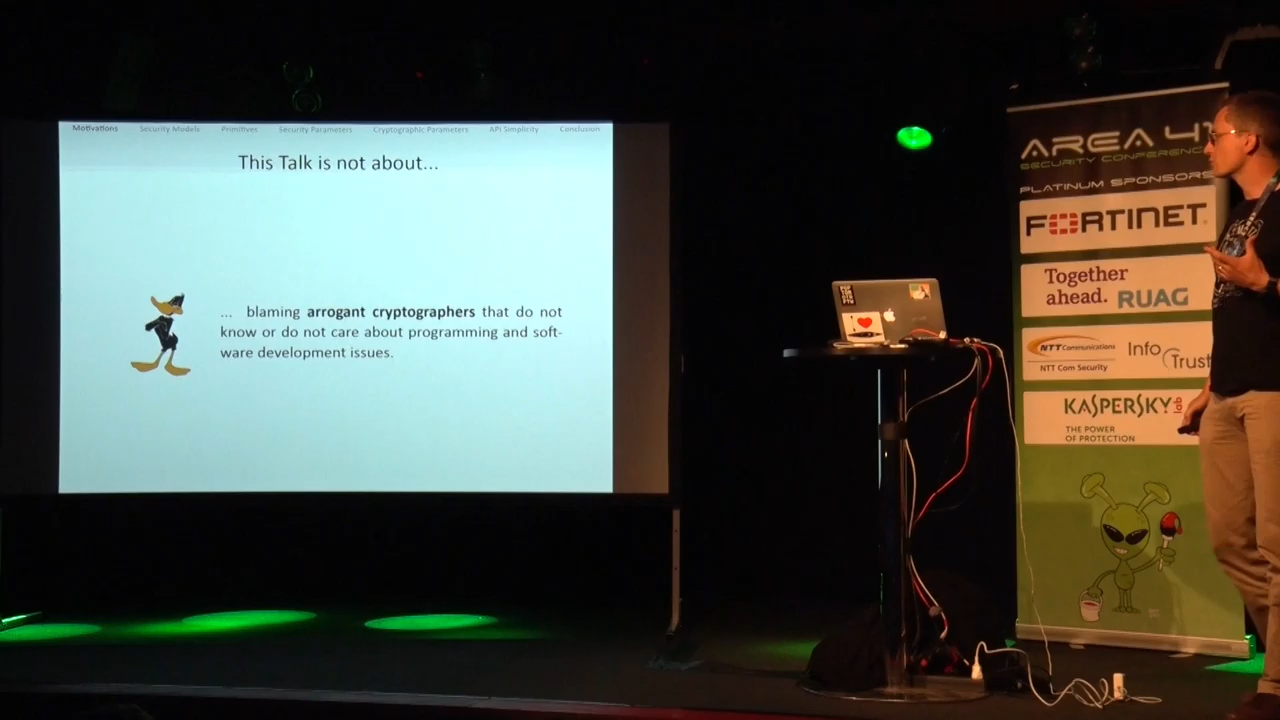 Motivations Security Models Primitives Security Parameters Cryptographic Parameters API Simplicity Conclusion
This Talk is not about...
... blaming arrogant cryptographers that do not
know or do not care about programming and soft-
ware development issues.
AREA 41
SECURITY CONFERENCE
PLATINUM SPONSORS
FORTINET
Together
ahead. RUAG
NTT Communications
NTT Com Security
Info
Trust
KASPERSKY lab
THE POWER
OF PROTECTION